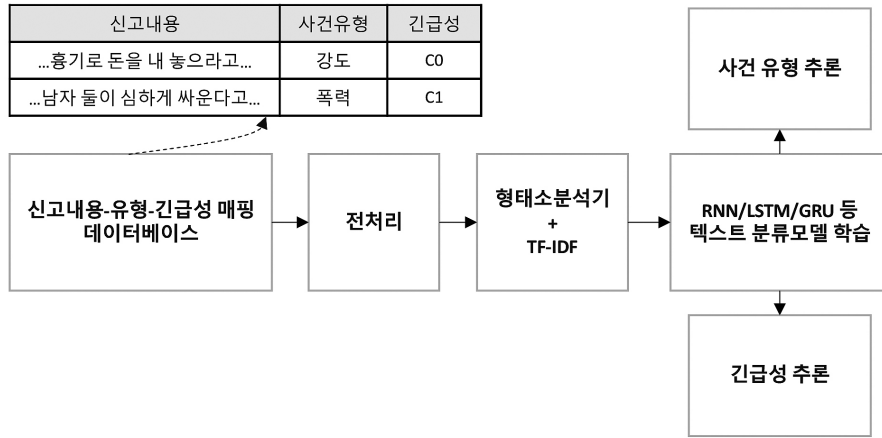 신고내용 사건유형 긴급성
...흉기로 돈을 내 놓으라고... 강도 C0
...남자 둘이 심하게 싸운다고... 폭력 C1
사건 유형 추론
신고내용-유형-긴급성 매핑
데이터베이스
전처리
형태소분석기
+
TF-IDF
RNN/LSTM/GRU 등
텍스트 분류모델 학습
긴급성 추론